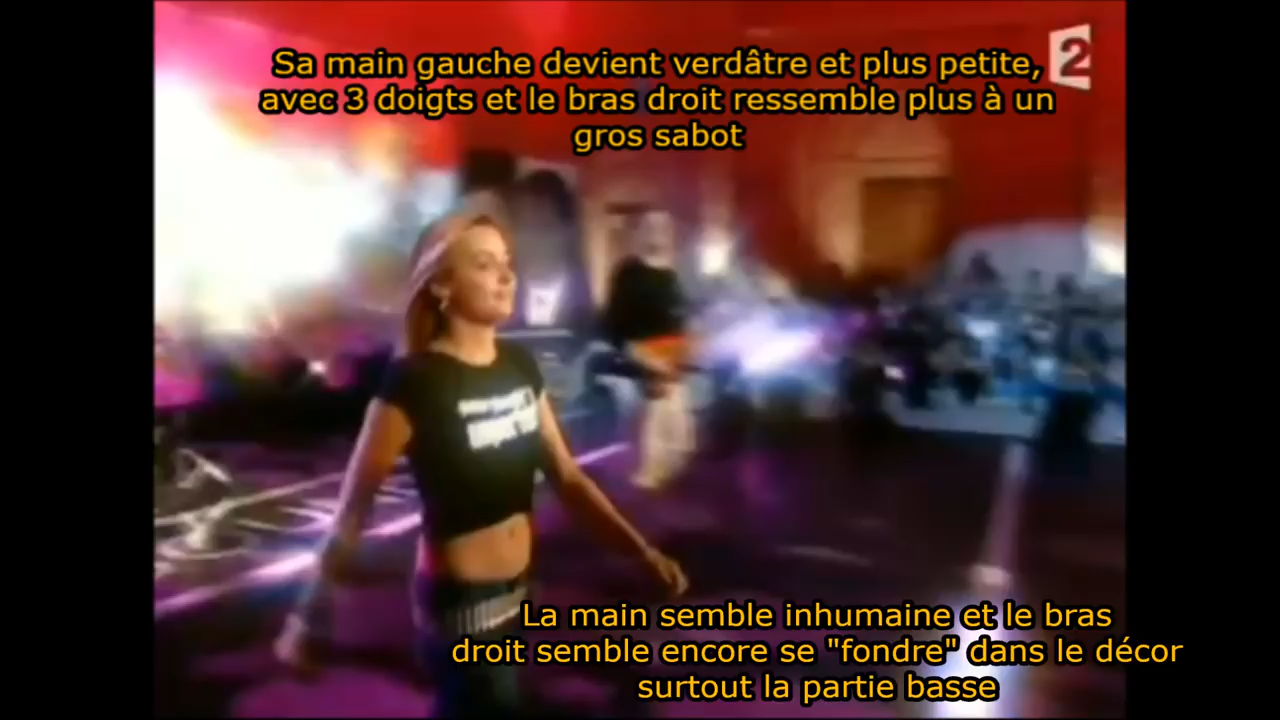 Sa main gauche devient verdâtre et plus petite,
avec 3 doigts et le bras droit ressemble plus à un
gros sabot
2
La main semble inhumaine et le bras
droit semble encore se "fondre" dans le décor
surtout la partie basse